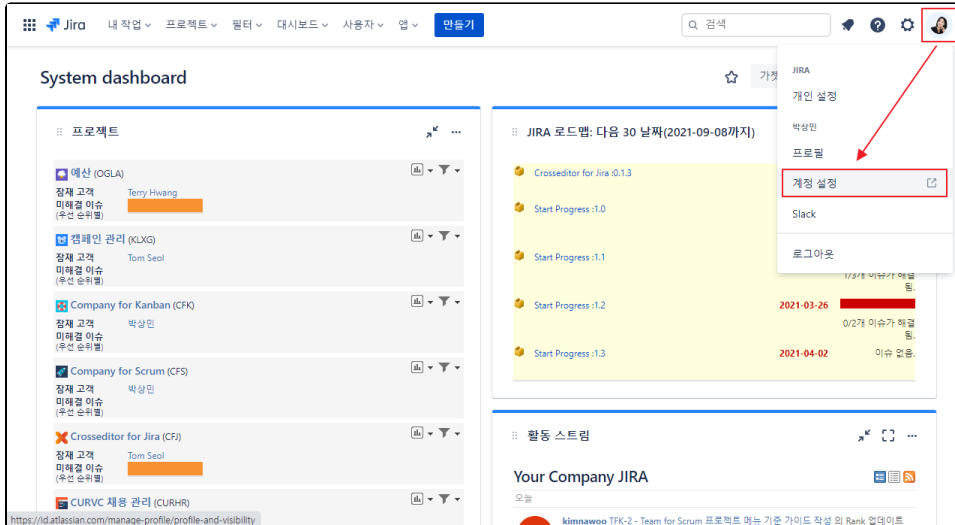 Jira 내 작업 프로젝트 필터 대시보드 사용자 앱 만들기 검색
System dashboard
가젯
JIRA
개인 설정
박상민
프로필
계정 설정
Slack
로그아웃
프로젝트
예산 (OGLA)
잠재 고객 Terry Hwang
미해결 이슈
(우선 순위별)
캠페인 관리 (KLXG)
잠재 고객 Tom Seol
미해결 이슈
(우선 순위별)
Company for Kanban (CFK)
잠재 고객 박상민
미해결 이슈
(우선 순위별)
Company for Scrum (CFS)
잠재 고객 박상민
미해결 이슈
(우선 순위별)
Crosseditor for Jira (CFJ)
잠재 고객 Tom Seol
미해결 이슈
(우선 순위별)
CURVC 채용 관리 (CURHR)
https://id.atlassian.com/manage-profile/profile-and-visibility
JIRA 로드맵: 다음 30 날짜(2021-09-08까지)
Crosseditor for Jira :0.1.3
Start Progress :1.0
Start Progress :1.1
1/3개 이슈가 해결
됨.
Start Progress :1.2 2021-03-26
0/2개 이슈가 해결
됨.
Start Progress :1.3 2021-04-02 이슈 없음.
활동 스트림
Your Company JIRA
오늘
kimnawoo TFK-2 - Team for Scrum 프로젝트 메뉴 기준 가이드 작성 의 Rank 업데이트